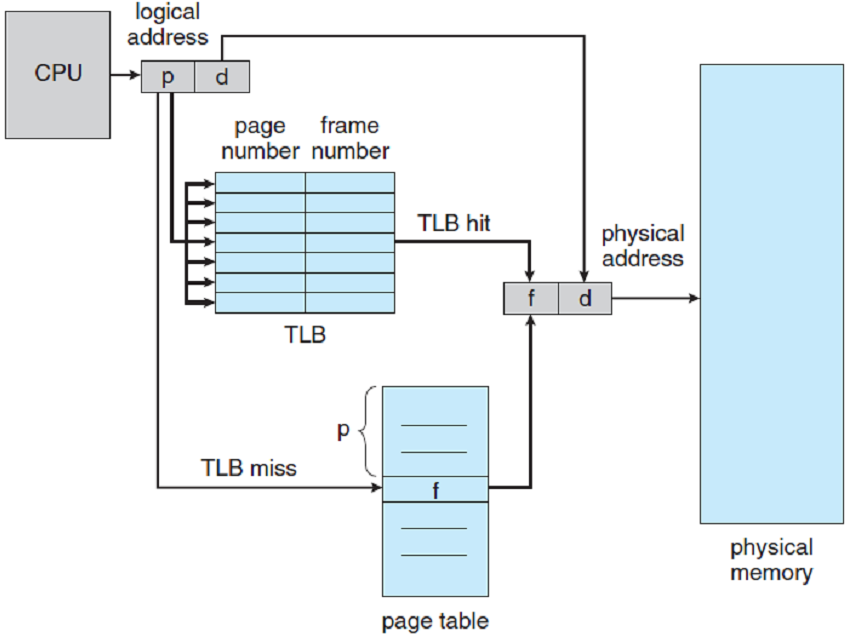 logical
address
CPU
p
d
page
number
frame
number
TLB hit
TLB
physical
address
f
d
p
TLB miss
f
page table
physical
memory